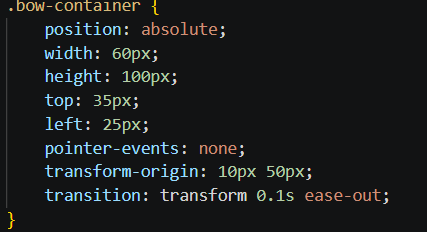 .bow-container {
    position: absolute;
    width: 60px;
    height: 100px;
    top: 35px;
    left: 25px;
    pointer-events: none;
    transform-origin: 10px 50px;
    transition: transform 0.1s ease-out;
}